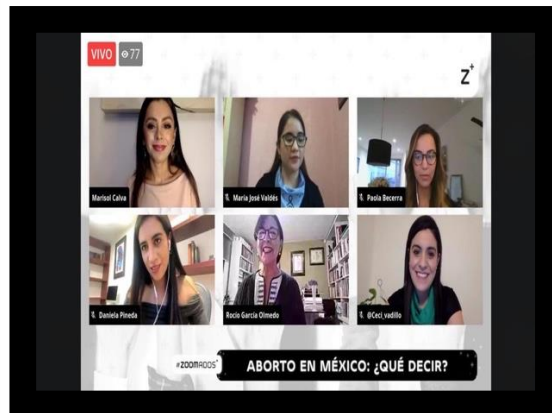 VIVO 77
Z+
Marisol Calva
María José Valdés
Paola Becerra
Daniela Pineda
Rocío García Olmedo
@Ceci_vadillo
#ZOOMADOS+
ABORTO EN MÉXICO: ¿QUÉ DECIR?